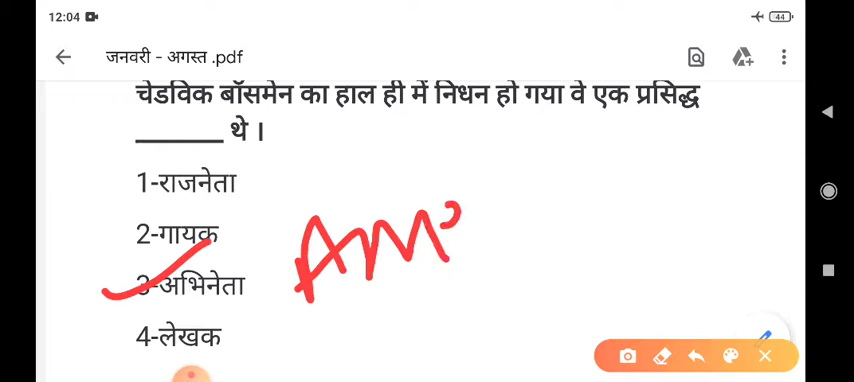 12:04
44
जनवरी - अगस्त .pdf
चेडविक बॉसमेन का हाल ही में निधन हो गया वे एक प्रसिद्ध
_______ थे ।
1-राजनेता
2-गायक
3-अभिनेता
4-लेखक